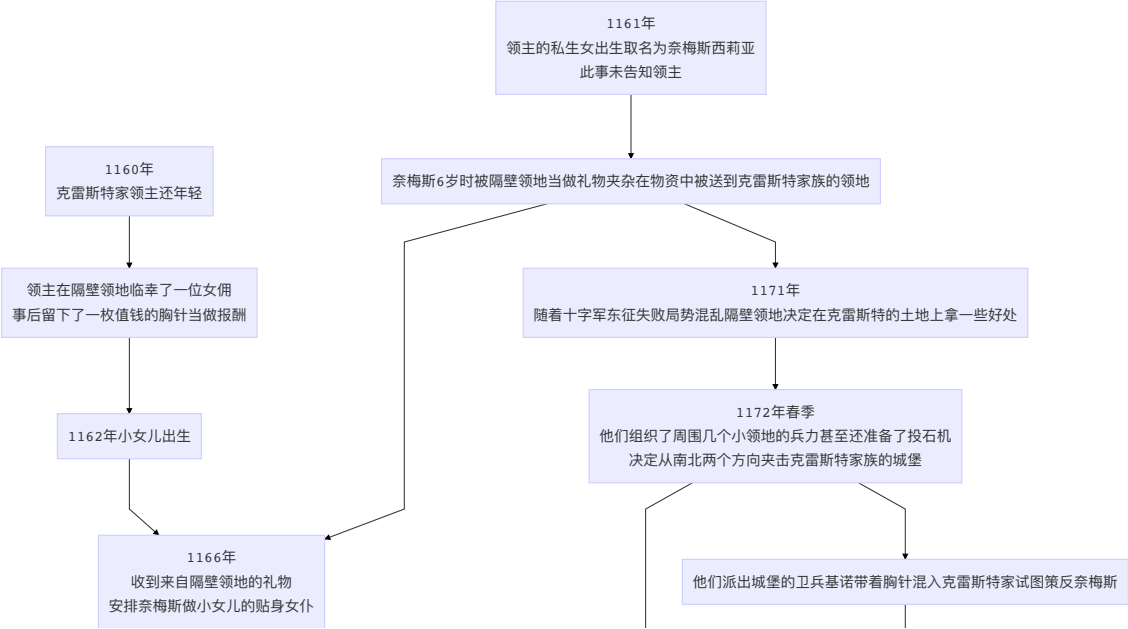 1161年
领主的私生女出生取名为奈梅斯西莉亚
此事未告知领主
1160年
克雷斯特家领主还年轻
奈梅斯6岁时被隔壁领地当做礼物夹杂在物资中被送到克雷斯特家族的领地
领主在隔壁领地临幸了一位女佣
事后留下了一枚值钱的胸针当做报酬
1171年
随着十字军东征失败局势混乱隔壁领地决定在克雷斯特的土地上拿一些好处
1162年小女儿出生
1172年春季
他们组织了周围几个小领地的兵力甚至还准备了投石机
决定从南北两个方向夹击克雷斯特家族的城堡
1166年
收到来自隔壁领地的礼物
安排奈梅斯做小女儿的贴身女仆
他们派出城堡的卫兵基诺带着胸针混入克雷斯特家试图策反奈梅斯